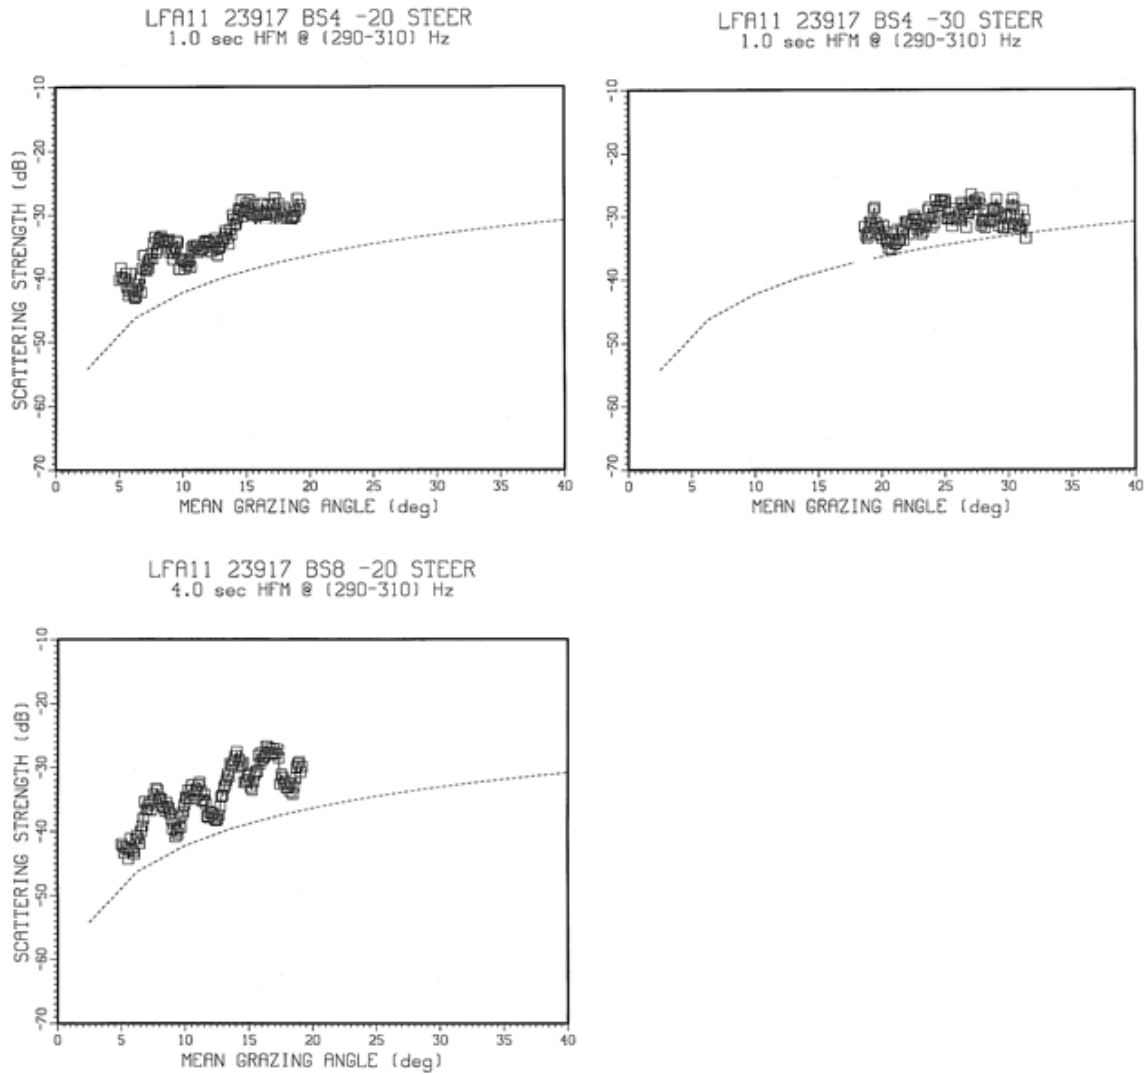 LFA11 23917 BS4 -20 STEER
1.0 sec HFM @ (290-310) Hz
SCATTERING STRENGTH (dB)
-10
-20
-30
-40
-50
-60
-70
0 5 10 15 20 25 30 35 40
MEAN GRAZING ANGLE (deg)
LFA11 23917 BS4 -30 STEER
1.0 sec HFM @ (290-310) Hz
-10
-20
-30
-40
-50
-60
-70
0 5 10 15 20 25 30 35 40
MEAN GRAZING ANGLE (deg)
LFA11 23917 BS8 -20 STEER
4.0 sec HFM @ (290-310) Hz
SCATTERING STRENGTH (dB)
-10
-20
-30
-40
-50
-60
-70
0 5 10 15 20 25 30 35 40
MEAN GRAZING ANGLE (deg)